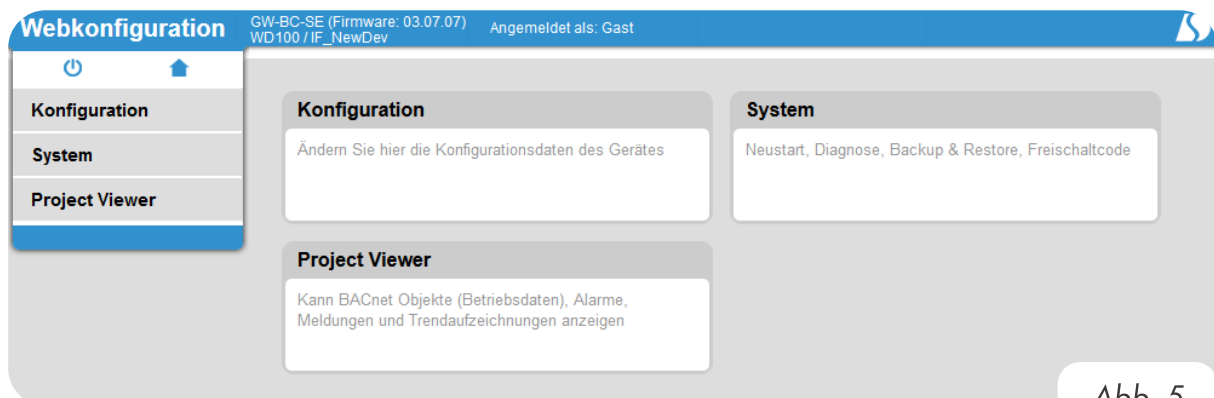 Webkonfiguration
GW-BC-SE (Firmware: 03.07.07)
WD100 / IF_NewDev
Angemeldet als: Gast
Konfiguration
System
Project Viewer
Konfiguration
Ändern Sie hier die Konfigurationsdaten des Gerätes
System
Neustart, Diagnose, Backup & Restore, Freischaltcode
Project Viewer
Kann BACnet Objekte (Betriebsdaten), Alarme,
Meldungen und Trendaufzeichnungen anzeigen
Abb. 5